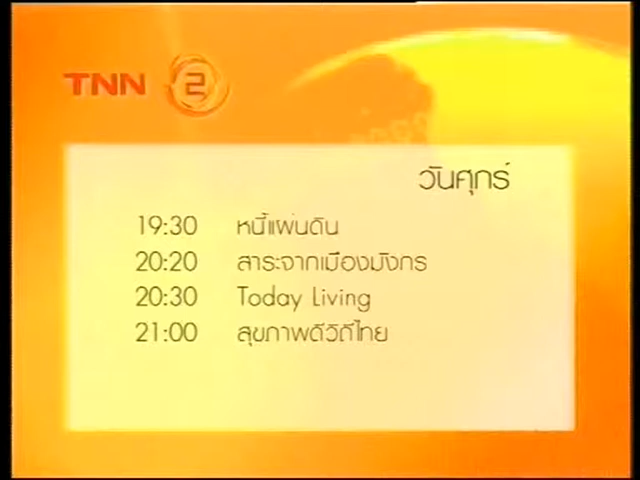 TNN 2
วันศุกร์
19:30 หนี้แผ่นดิน
20:20 สาระจากเมืองมังกร
20:30 Today Living
21:00 สุขภาพดีวิถีไทย